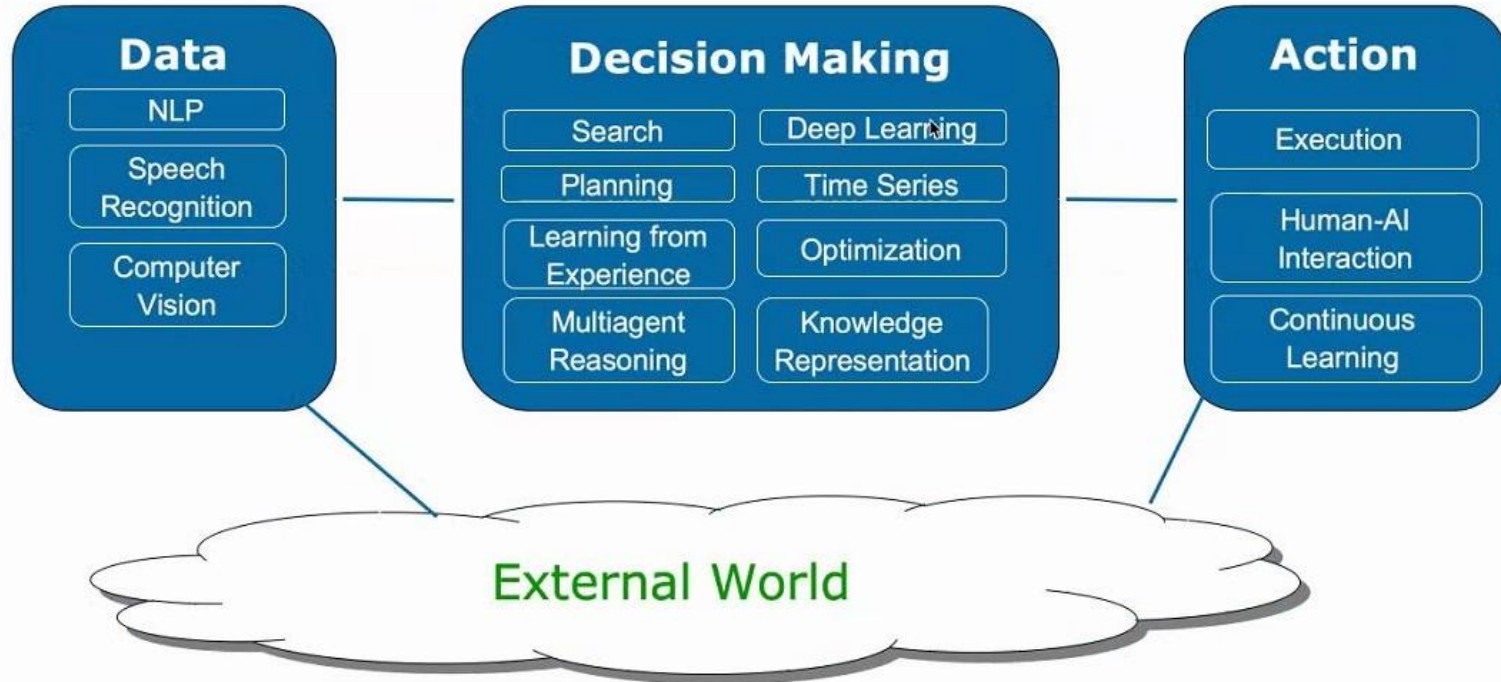 Data
NLP
Speech
Recognition
Computer
Vision
Decision Making
Search
Deep Learning
Planning
Time Series
Learning from
Experience
Optimization
Multiagent
Reasoning
Knowledge
Representation
Action
Execution
Human-AI
Interaction
Continuous
Learning
External World